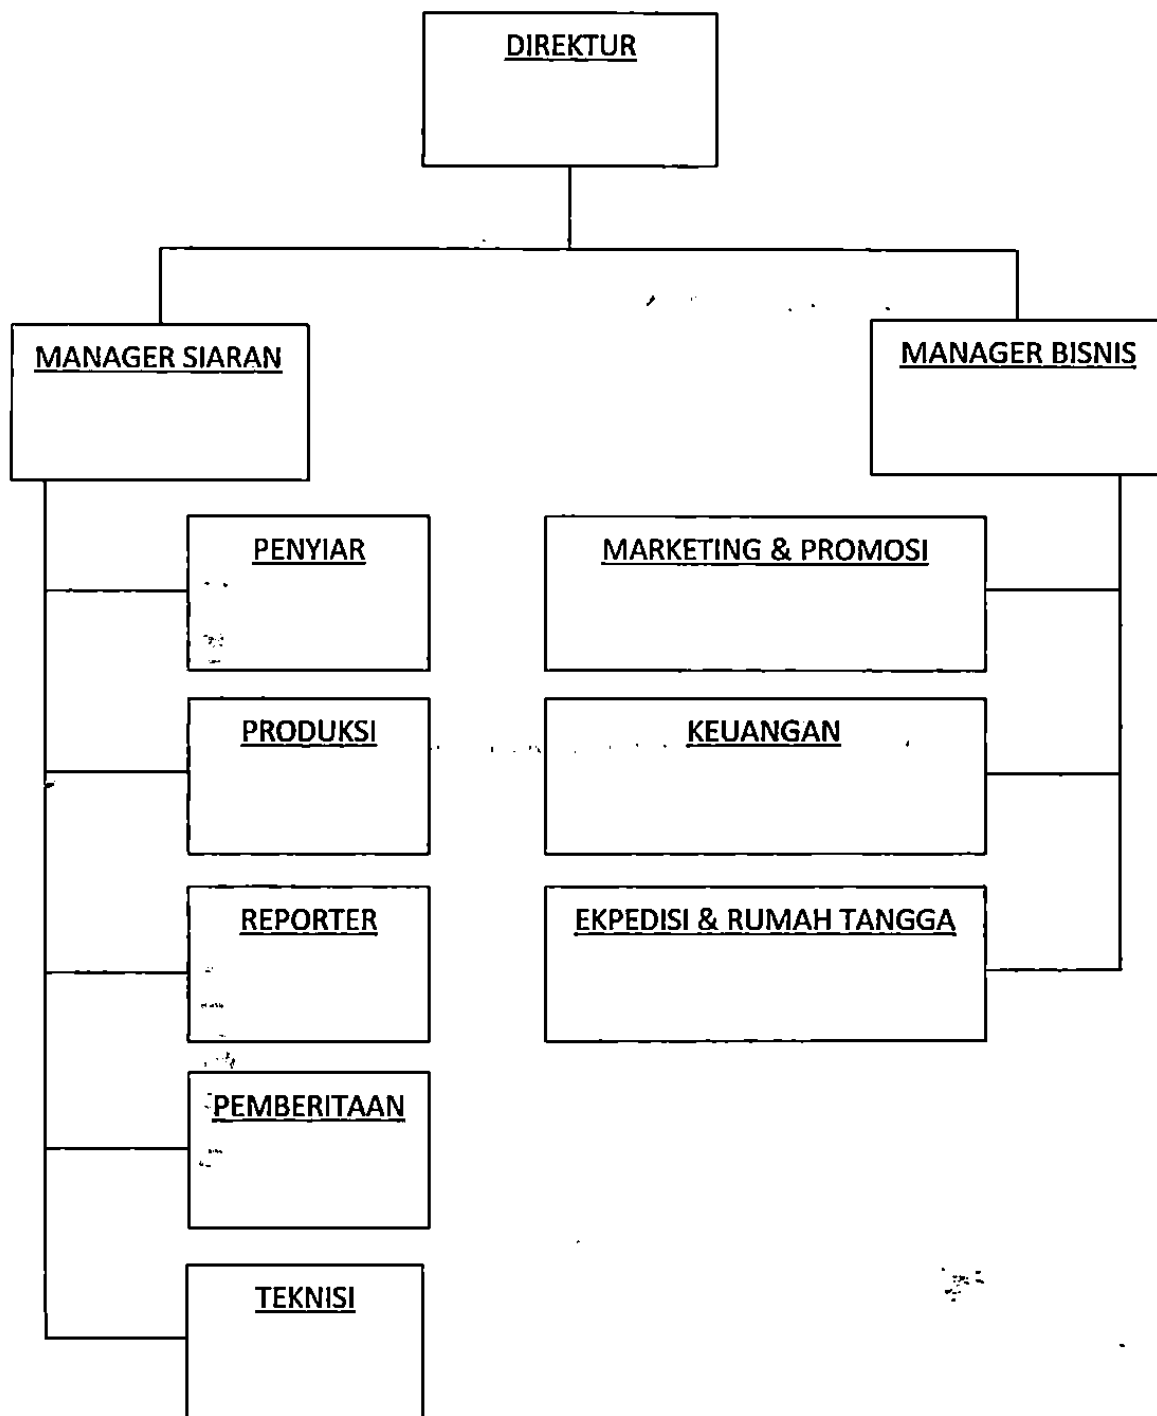 DIREKTUR
MANAGER SIARAN
MANAGER BISNIS
PENYIAR
PRODUKSI
REPORTER
PEMBERITAAN
TEKNISI
MARKETING & PROMOSI
KEUANGAN
EKPEDISI & RUMAH TANGGA